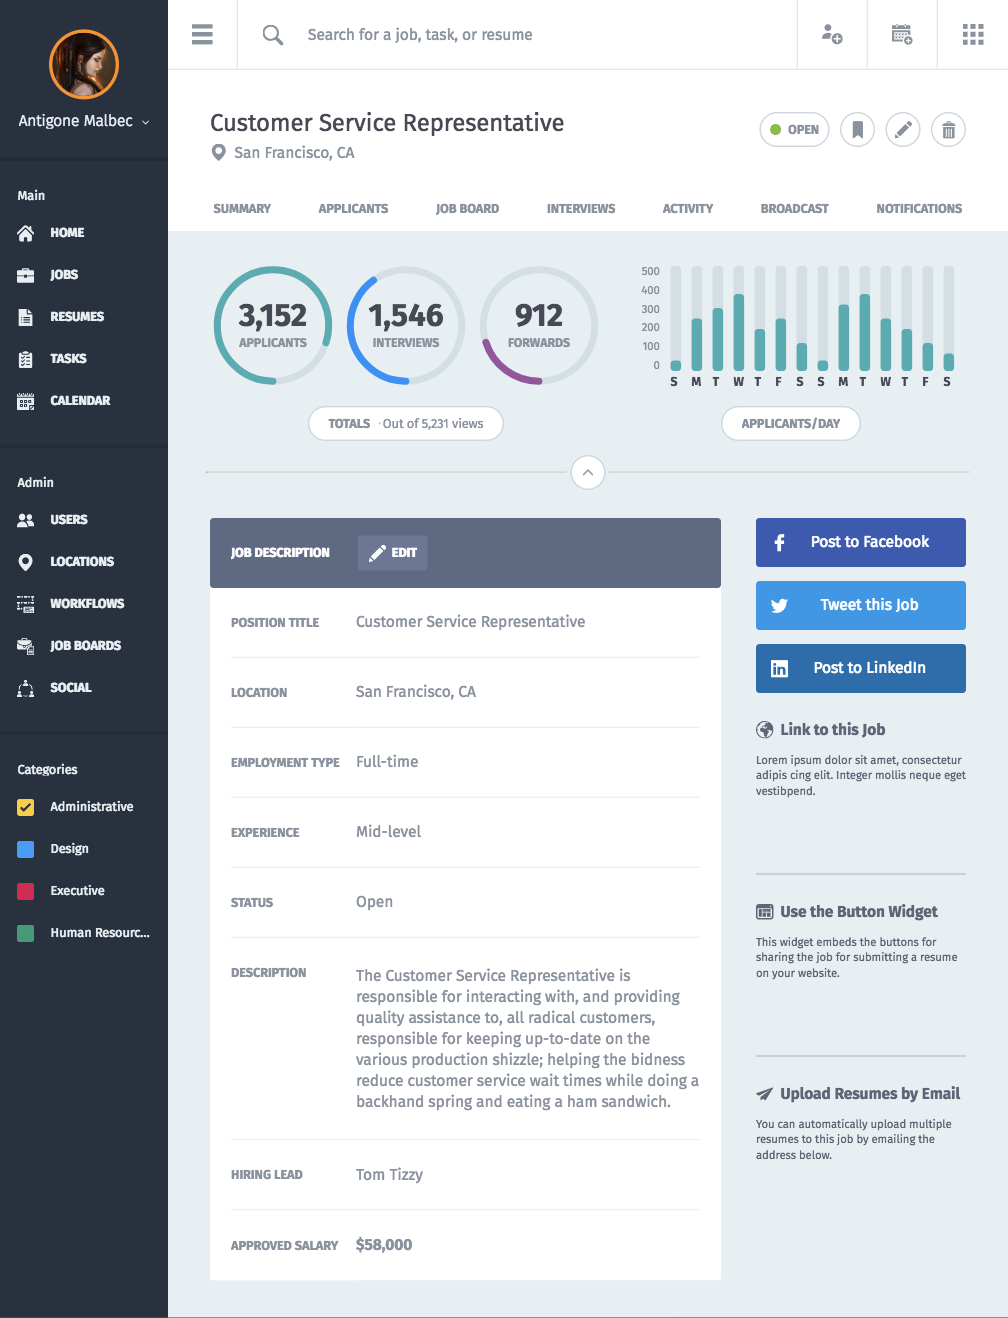 Antigone Malbec
Main
HOME
JOBS
RESUMES
TASKS
CALENDAR
Admin
USERS
LOCATIONS
WORKFLOWS
JOB BOARDS
SOCIAL
Categories
Administrative
Design
Executive
Human Resourc...
Search for a job, task, or resume
Customer Service Representative
San Francisco, CA
OPEN
SUMMARY APPLICANTS JOB BOARD INTERVIEWS ACTIVITY BROADCAST NOTIFICATIONS
3,152
APPLICANTS
1,546
INTERVIEWS
912
FORWARDS
TOTALS · Out of 5,231 views
500
400
300
200
100
0
S M T W T F S S M T W T F S
APPLICANTS/DAY
JOB DESCRIPTION EDIT
POSITION TITLE Customer Service Representative
LOCATION San Francisco, CA
EMPLOYMENT TYPE Full-time
EXPERIENCE Mid-level
STATUS Open
DESCRIPTION The Customer Service Representative is
responsible for interacting with, and providing
quality assistance to, all radical customers,
responsible for keeping up-to-date on the
various production shizzle; helping the bidness
reduce customer service wait times while doing a
backhand spring and eating a ham sandwich.
HIRING LEAD Tom Tizzy
APPROVED SALARY $58,000
Post to Facebook
Tweet this Job
Post to LinkedIn
Link to this Job
Lorem ipsum dolor sit amet, consectetur
adipis cing elit. Integer mollis neque eget
vestibpend.
Use the Button Widget
This widget embeds the buttons for
sharing the job for submitting a resume
on your website.
Upload Resumes by Email
You can automatically upload multiple
resumes to this job by emailing the
address below.